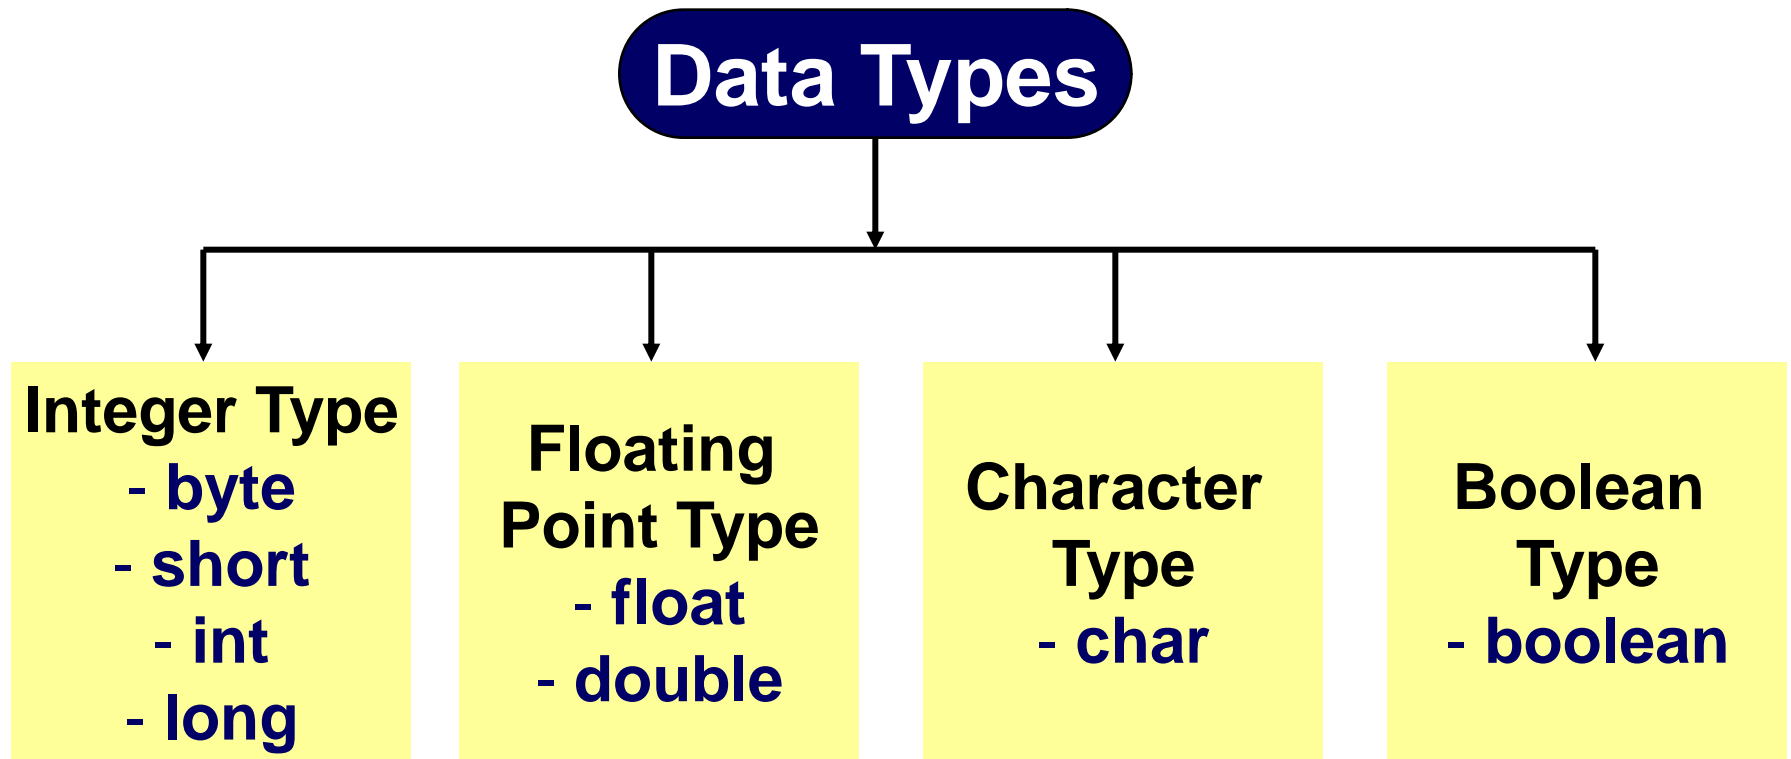 Data Types
Integer Type
- byte
- short
- int
- long
Floating
Point Type
- float
- double
Character
Type
- char
Boolean
Type
- boolean